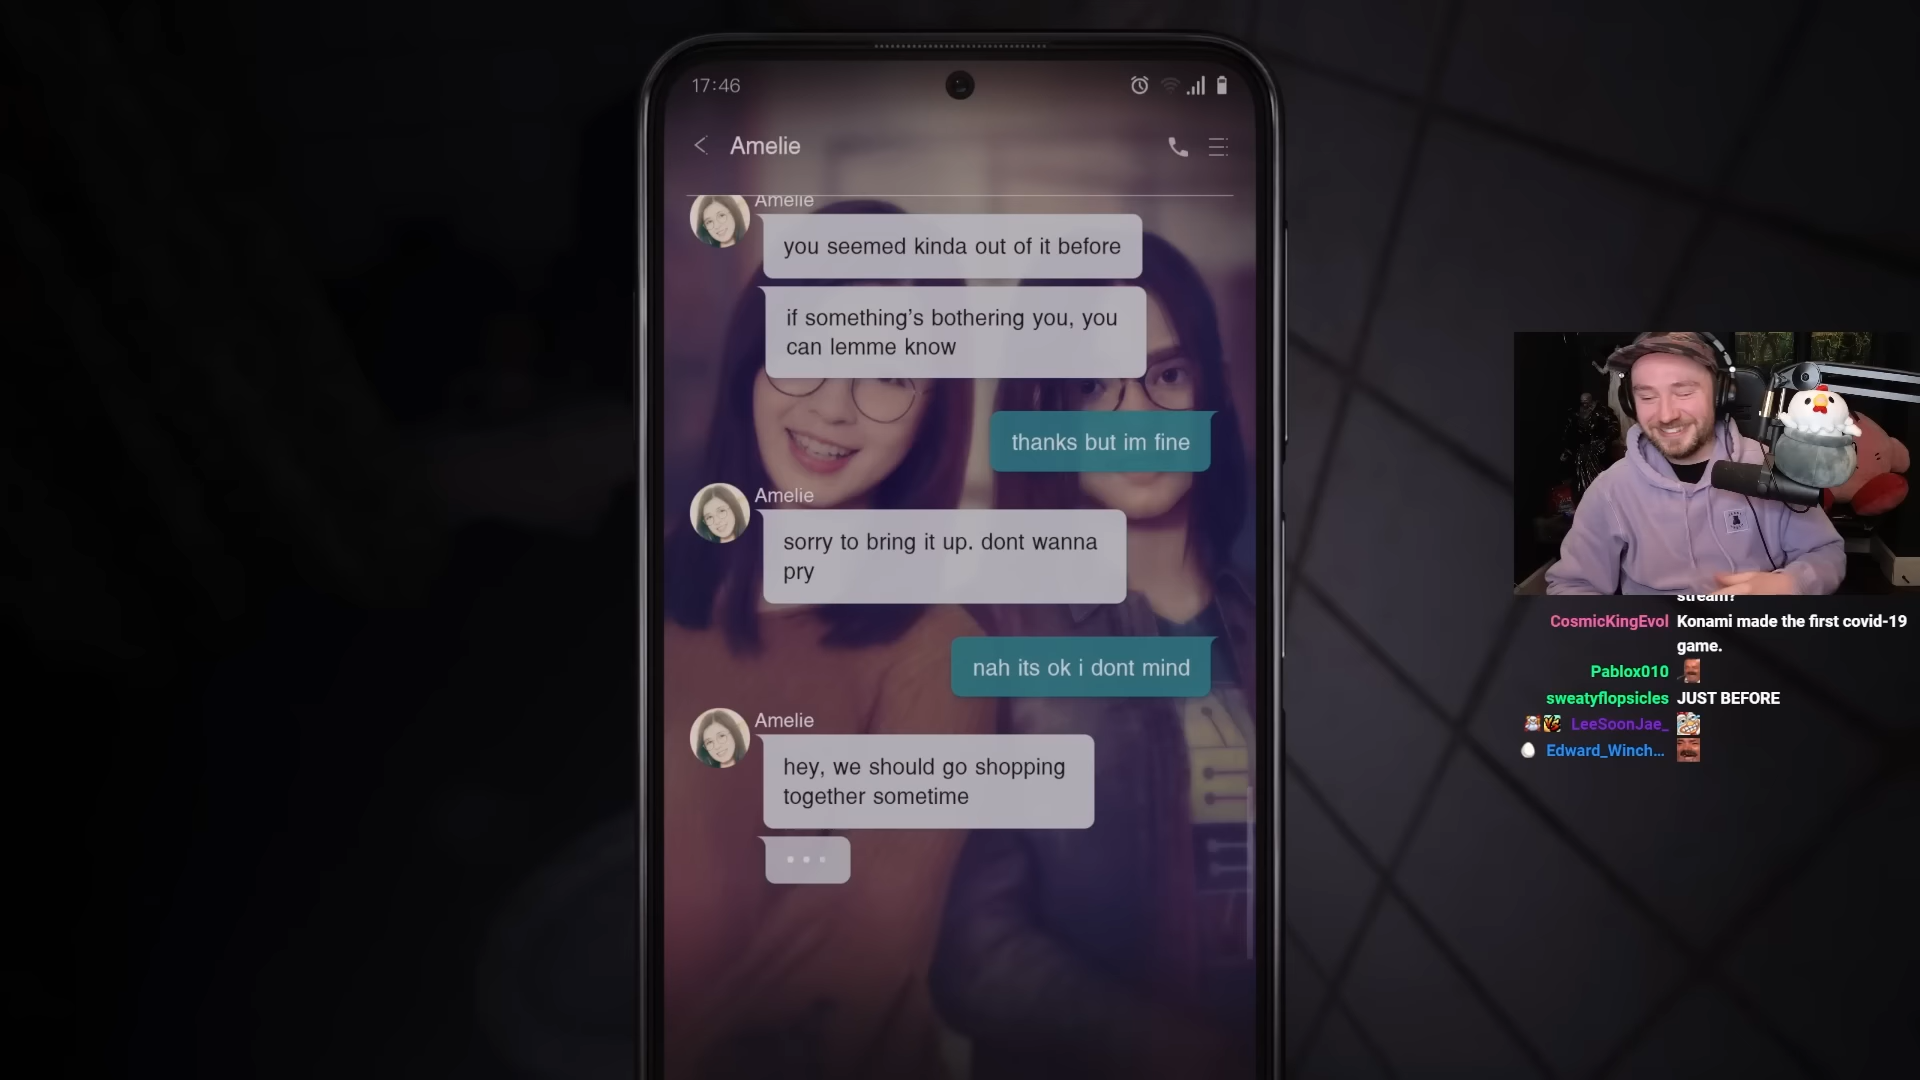 17:46
Amelie
Amelie
you seemed kinda out of it before
if something's bothering you, you
can lemme know
thanks but im fine
Amelie
sorry to bring it up. dont wanna
pry
nah its ok i dont mind
Amelie
hey, we should go shopping
together sometime
stream?
CosmicKingEvol Konami made the first covid-19
game.
Pablox010
sweatyflopsicles JUST BEFORE
LeeSoonJae_
Edward_Winch...